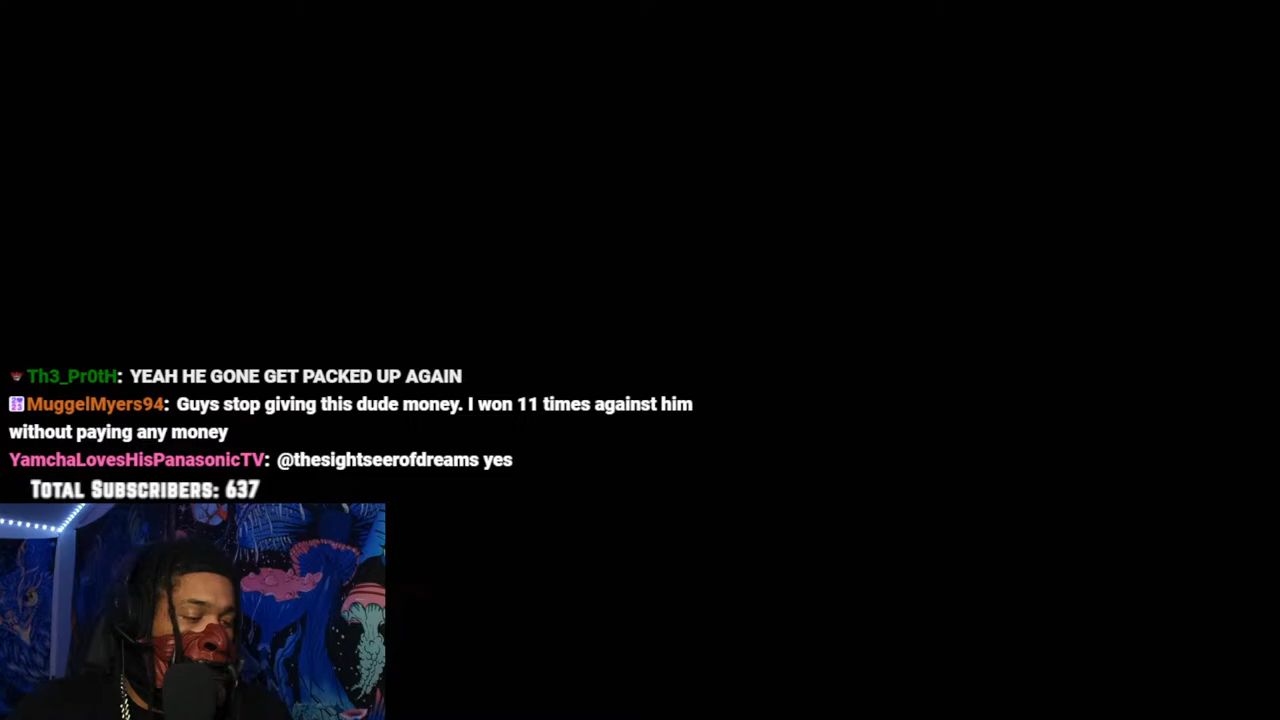 Th3_Pr0tH: YEAH HE GONE GET PACKED UP AGAIN
MuggelMyers94: Guys stop giving this dude money. I won 11 times against him
without paying any money
YamchaLovesHisPanasonicTV: @thesightseerofdreams yes
Total Subscribers: 637